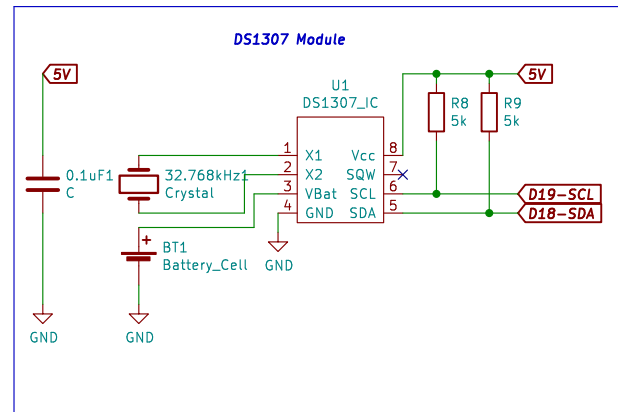 DS1307 Module
5V
U1
DS1307_IC
5V
R8
5k
R9
5k
0.1uF1
C
32.768kHz1
Crystal
1 X1 Vcc 8
2 X2 SQW 7
3 VBat SCL 6
4 GND SDA 5
D19-SCL
D18-SDA
+
BT1
Battery_Cell
GND
GND
GND